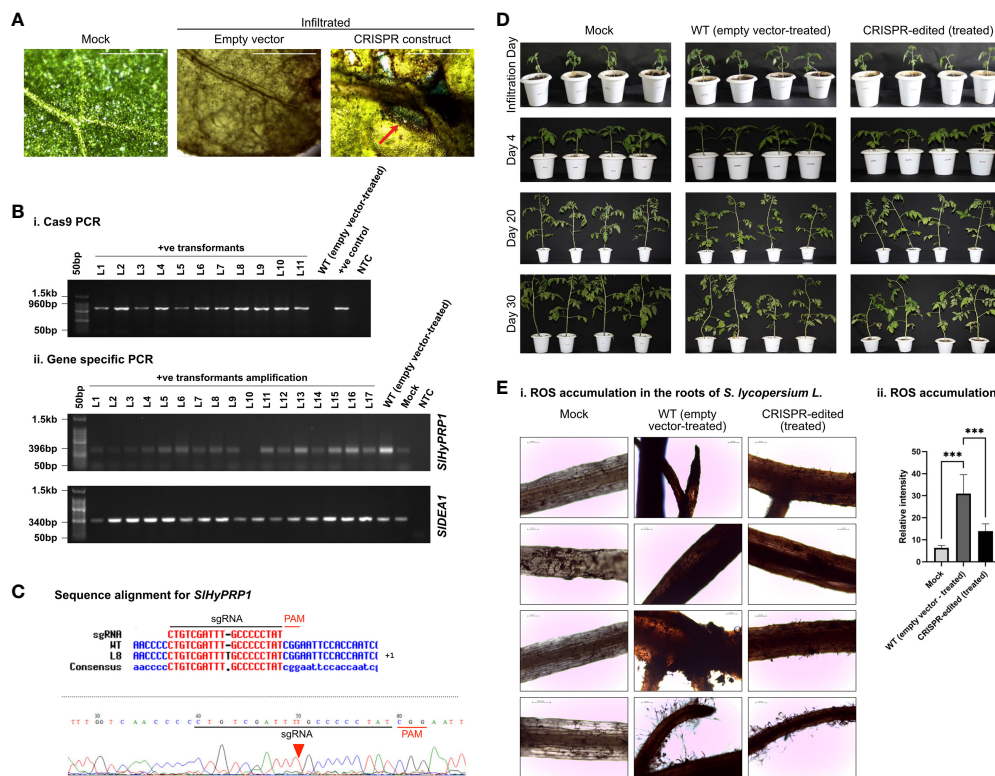 A
Infiltrated
Mock
Empty vector
CRISPR construct
B
i. Cas9 PCR
+ve transformants
50bp
L1 L2 L3 L4 L5 L6 L7 L8 L9 L10 L11 WT (empty vector-treated) +ve control NTC
1.5kb
960bp
50bp
ii. Gene specific PCR
+ve transformants amplification
50bp
L1 L2 L3 L4 L5 L6 L7 L8 L9 L10 L11 L12 L13 L14 L15 L16 L17 WT (empty vector-treated) Mock NTC
1.5kb
396bp
50bp
SlHyPRP1
1.5kb
340bp
50bp
SlDEA1
C
Sequence alignment for SlHyPRP1
sgRNA PAM
sgRNA CTGTCGATTT-GCCCCCTAT
WT AACCCCCTGTCGATTT-GCCCCCTATCGGAATTCCACCAATC
L8 AACCCCCTGTCGATTTTGCCCCCTATCGGAATTCCACCAATC +1
Consensus aaccccCTGTCGATTT.GCCCCCTATcggaattccaccaatc
30 40 70 80
TTTGGTCAACCCCCTGTCGATTTTGCCCCCTATCGGAATT
sgRNA PAM
D
Mock
WT (empty vector-treated)
CRISPR-edited (treated)
Infiltration Day
Day 4
Day 20
Day 30
E
i. ROS accumulation in the roots of S. lycopersium L.
Mock
WT (empty
vector-treated)
CRISPR-edited
(treated)
ii. ROS accumulation
***
***
50
40
30
20
10
0
Relative intensity
Mock
WT (empty vector - treated)
CRISPR-edited (treated)